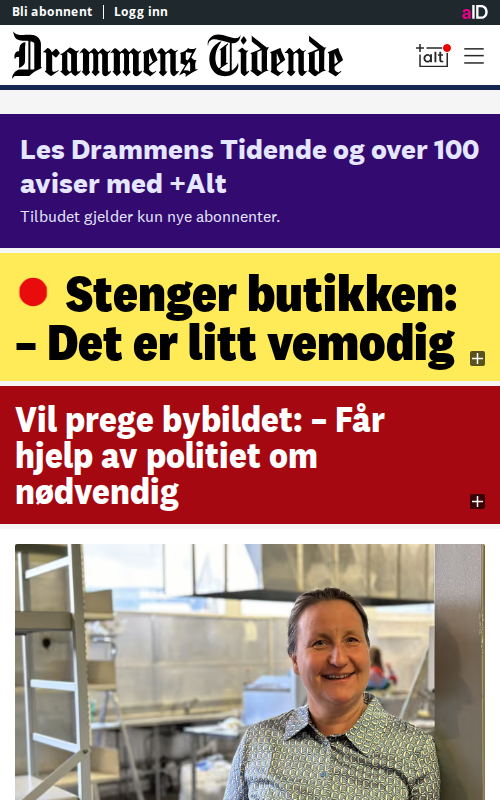 Bli abonnent
Logg inn
aID
Drammens Tidende
+alt
Les Drammens Tidende og over 100
aviser med +Alt
Tilbudet gjelder kun nye abonnenter.
Stenger butikken:
– Det er litt vemodig
Vil prege bybildet: – Får
hjelp av politiet om
nødvendig